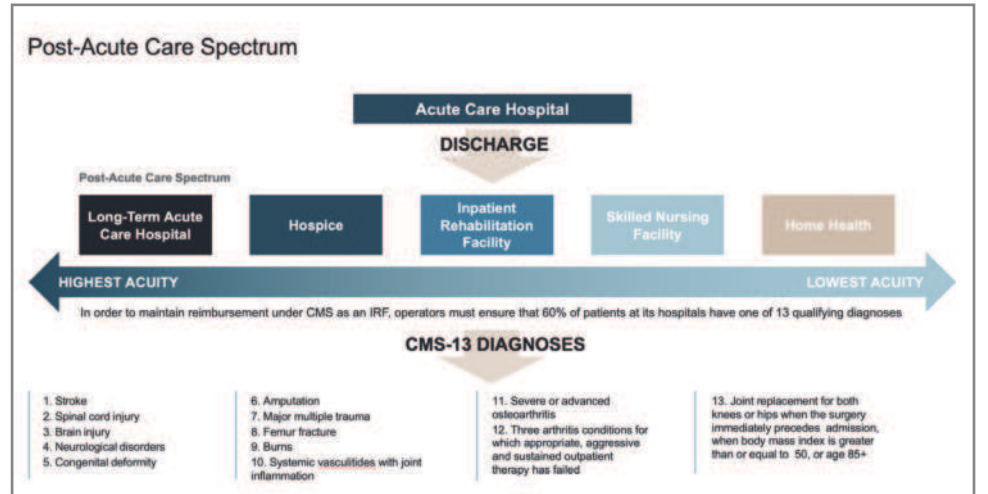 Post-Acute Care Spectrum
Acute Care Hospital
DISCHARGE
Post-Acute Care Spectrum
Long-Term Acute
Care Hospital
Hospice
Inpatient
Rehabilitation
Facility
Skilled Nursing
Facility
Home Health
HIGHEST ACUITY
LOWEST ACUITY
In order to maintain reimbursement under CMS as an IRF, operators must ensure that 60% of patients at its hospitals have one of 13 qualifying diagnoses
CMS-13 DIAGNOSES
1. Stroke
2. Spinal cord injury
3. Brain injury
4. Neurological disorders
5. Congenital deformity
6. Amputation
7. Major multiple trauma
8. Femur fracture
9. Burns
10. Systemic vasculitides with joint
inflammation
11. Severe or advanced
osteoarthritis
12. Three arthritis conditions for
which appropriate, aggressive
and sustained outpatient
therapy has failed
13. Joint replacement for both
knees or hips when the surgery
immediately precedes admission,
when body mass index is greater
than or equal to 50, or age 85+